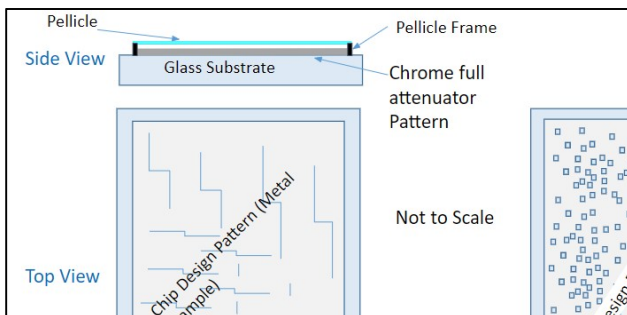 Pellicle
Pellicle Frame
Side View
Glass Substrate
Chrome full
attenuator
Pattern
Chip Design Pattern (Metal
Not to Scale
Top View